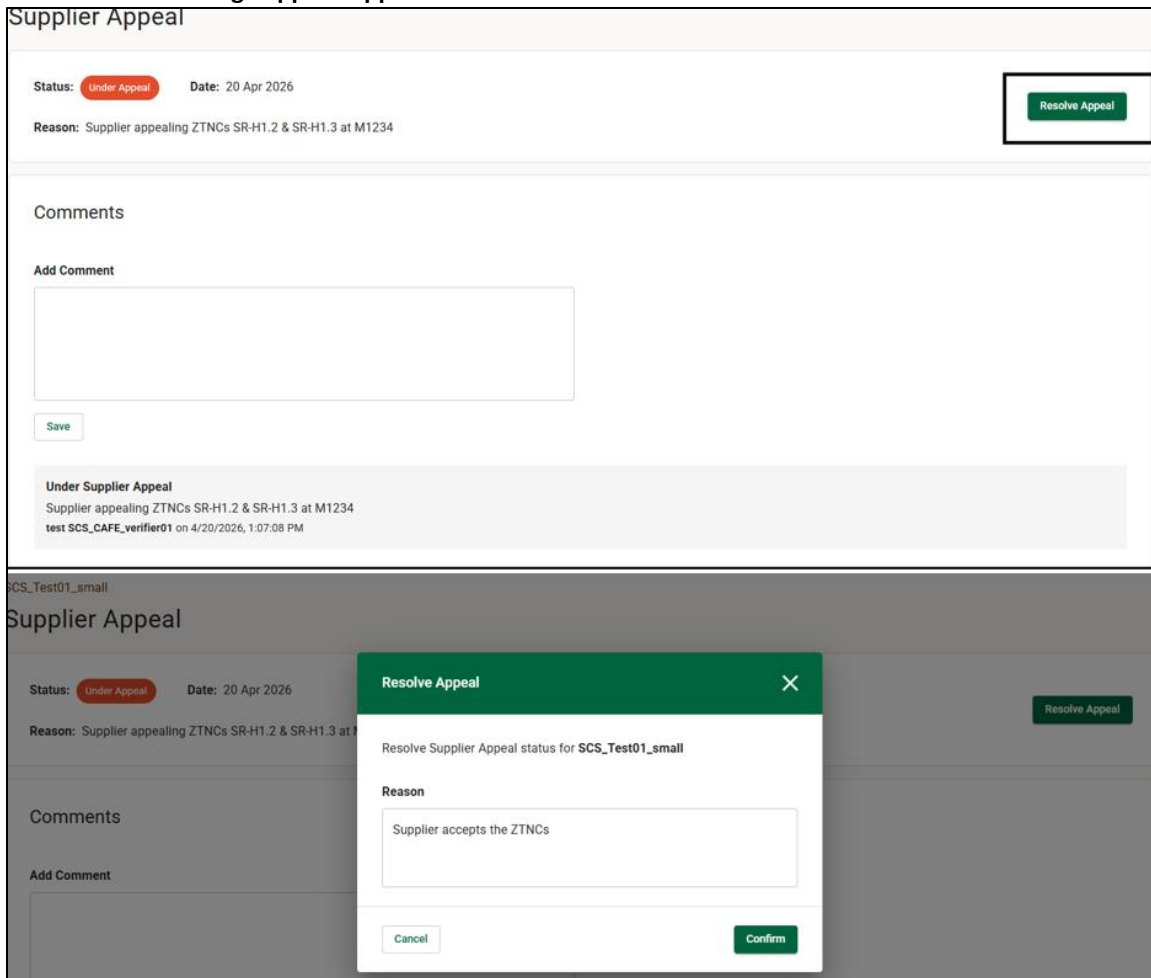 Supplier Appeal
Status: Under Appeal Date: 20 Apr 2026
Resolve Appeal
Reason: Supplier appealing ZTNCs SR-H1.2 & SR-H1.3 at M1234
Comments
Add Comment
Save
Under Supplier Appeal
Supplier appealing ZTNCs SR-H1.2 & SR-H1.3 at M1234
test SCS_CAFE_verifier01 on 4/20/2026, 1:07:08 PM
SCS_Test01_small
Supplier Appeal
Status: Under Appeal Date: 20 Apr 2026
Resolve Appeal
Reason: Supplier appealing ZTNCs SR-H1.2 & SR-H1.3 at
Resolve Appeal
Resolve Supplier Appeal status for SCS_Test01_small
Reason
Supplier accepts the ZTNCs
Comments
Add Comment
Cancel
Confirm